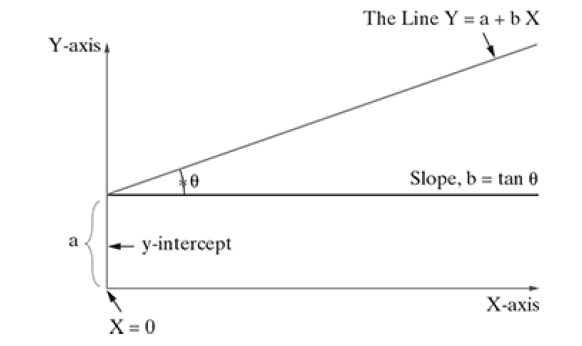 The Line Y = a + b X
Y-axis
θ
Slope, b = tan θ
a
y-intercept
X-axis
X = 0